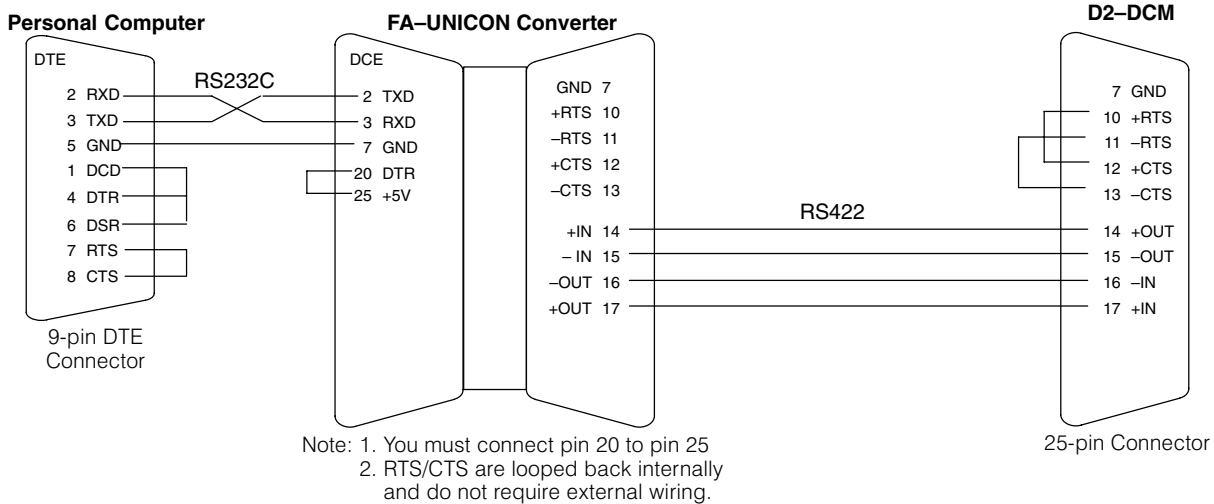 Personal Computer
FA–UNICON Converter
D2–DCM
DTE
2 RXD
3 TXD
5 GND
1 DCD
4 DTR
6 DSR
7 RTS
8 CTS
9-pin DTE
Connector
RS232C
DCE
2 TXD
3 RXD
7 GND
20 DTR
25 +5V
GND 7
+RTS 10
–RTS 11
+CTS 12
–CTS 13
+IN 14
– IN 15
–OUT 16
+OUT 17
RS422
7 GND
10 +RTS
11 –RTS
12 +CTS
13 –CTS
14 +OUT
15 –OUT
16 –IN
17 +IN
25-pin Connector
Note: 1. You must connect pin 20 to pin 25
2. RTS/CTS are looped back internally
and do not require external wiring.